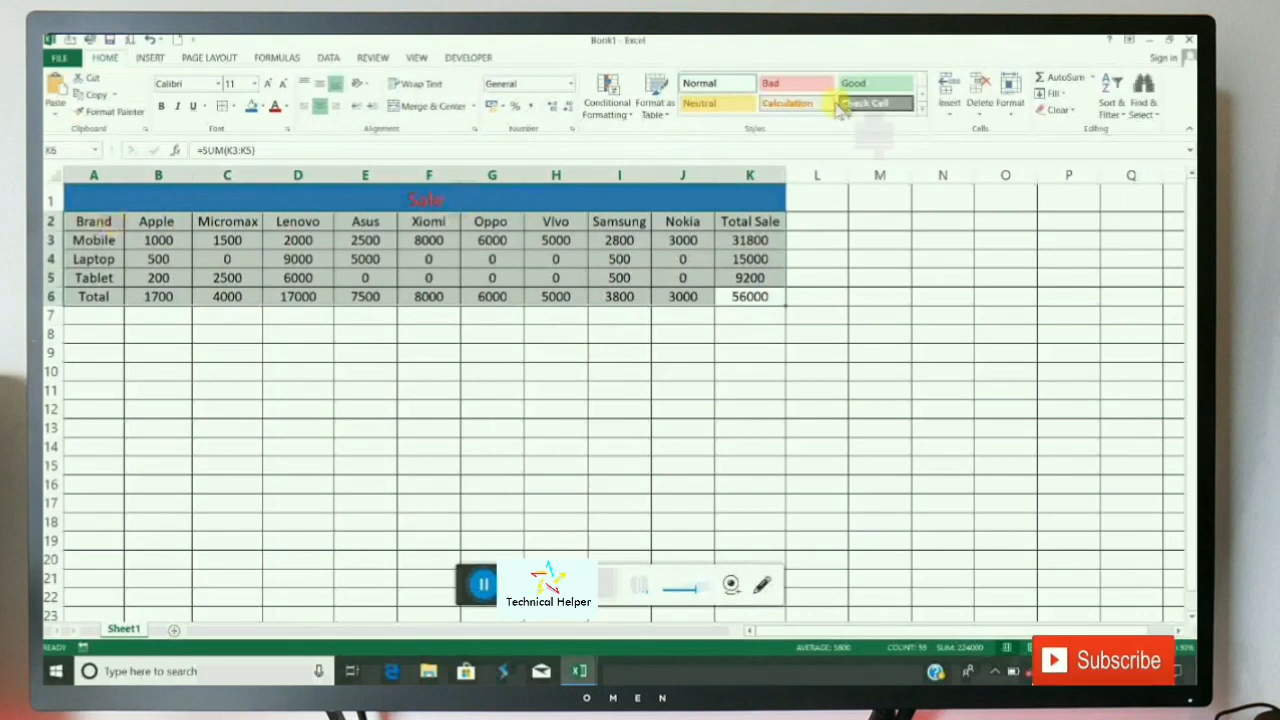 Book1 - Excel
Sign in
FILE HOME INSERT PAGE LAYOUT FORMULAS DATA REVIEW VIEW DEVELOPER
Cut
Copy
Format Painter
Paste
Clipboard
Calibri 11
B I U
Font
Wrap Text
Merge & Center
Alignment
General
Number
Conditional Formatting
Format as Table
Normal Bad Good
Neutral Calculation Check Cell
Styles
Insert Delete Format
Cells
AutoSum
Fill
Clear
Sort & Filter
Find & Select
Editing
K6 =SUM(K3:K5)
A B C D E F G H I J K L M N O P Q
1 Sale
2 Brand Apple Micromax Lenovo Asus Xiomi Oppo Vivo Samsung Nokia Total Sale
3 Mobile 1000 1500 2000 2500 8000 6000 5000 2800 3000 31800
4 Laptop 500 0 9000 5000 0 0 0 500 0 15000
5 Tablet 200 2500 6000 0 0 0 0 500 0 9200
6 Total 1700 4000 17000 7500 8000 6000 5000 3800 3000 56000
7
8
9
10
11
12
13
14
15
16
17
18
19
20
21
22
23
Technical Helper
Sheet1
READY AVERAGE: 5800 COUNT: 55 SUM: 224000
Subscribe
Type here to search
OMEN